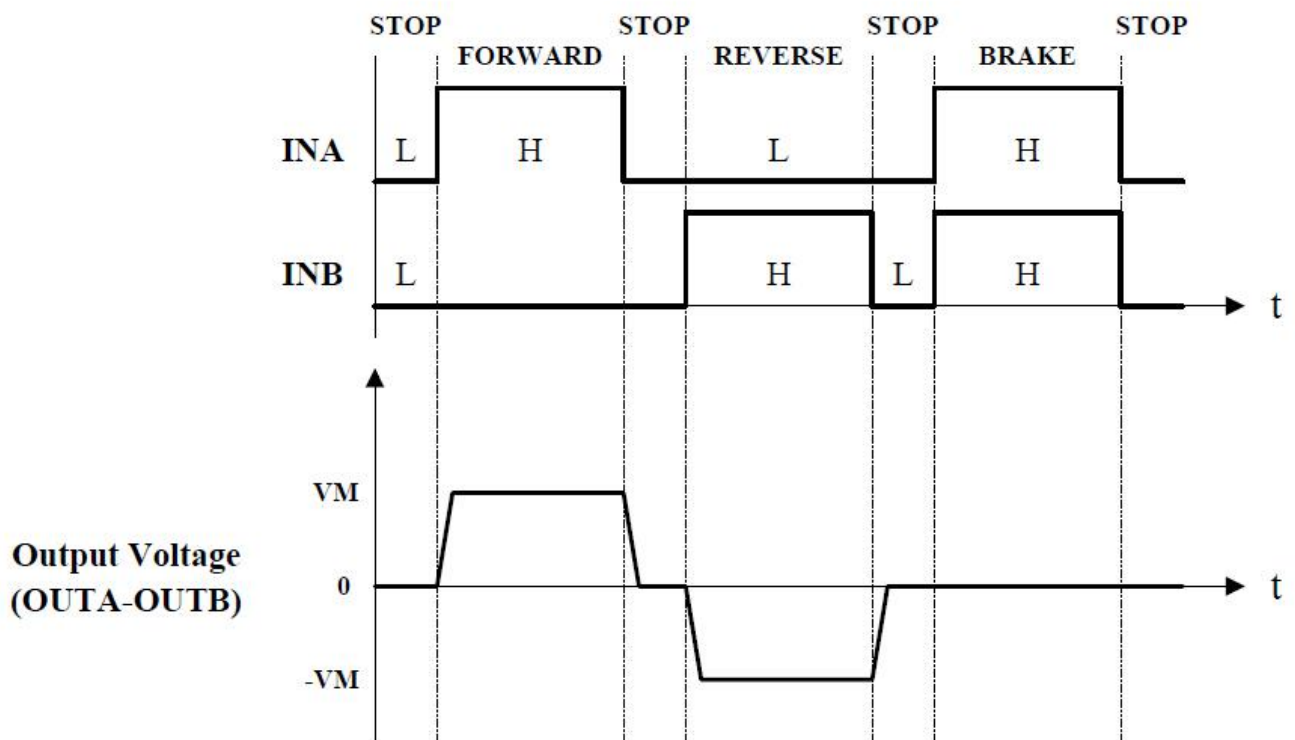 STOP STOP STOP STOP
FORWARD REVERSE BRAKE
INA L H L H
INB L H L H
t
VM
Output Voltage
(OUTA-OUTB)
0
t
-VM